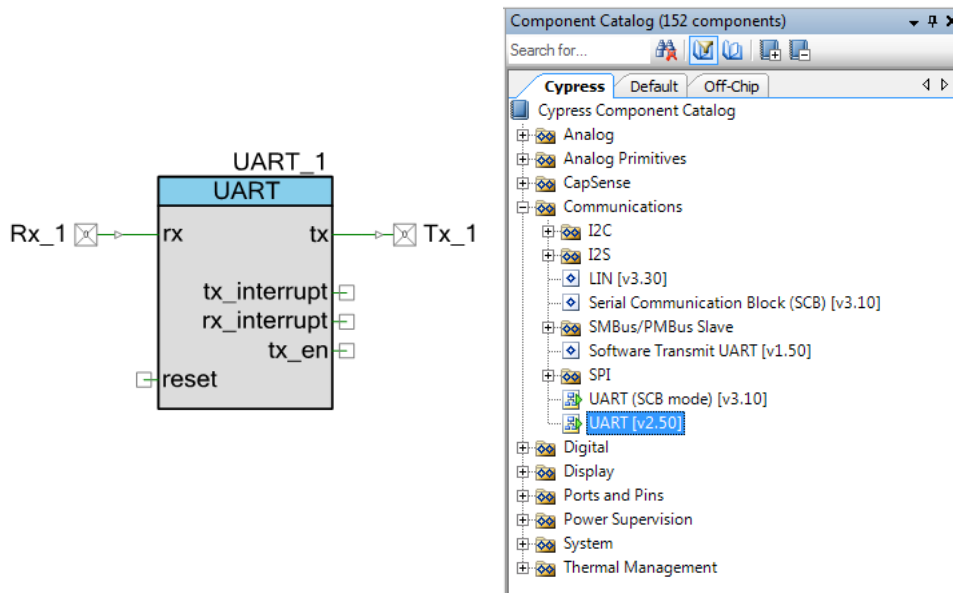 UART_1
UART
Rx_1
rx
tx
Tx_1
tx_interrupt
rx_interrupt
tx_en
reset
Component Catalog (152 components)
Search for...
Cypress
Default
Off-Chip
Cypress Component Catalog
Analog
Analog Primitives
CapSense
Communications
I2C
I2S
LIN [v3.30]
Serial Communication Block (SCB) [v3.10]
SMBus/PMBus Slave
Software Transmit UART [v1.50]
SPI
UART (SCB mode) [v3.10]
UART [v2.50]
Digital
Display
Ports and Pins
Power Supervision
System
Thermal Management